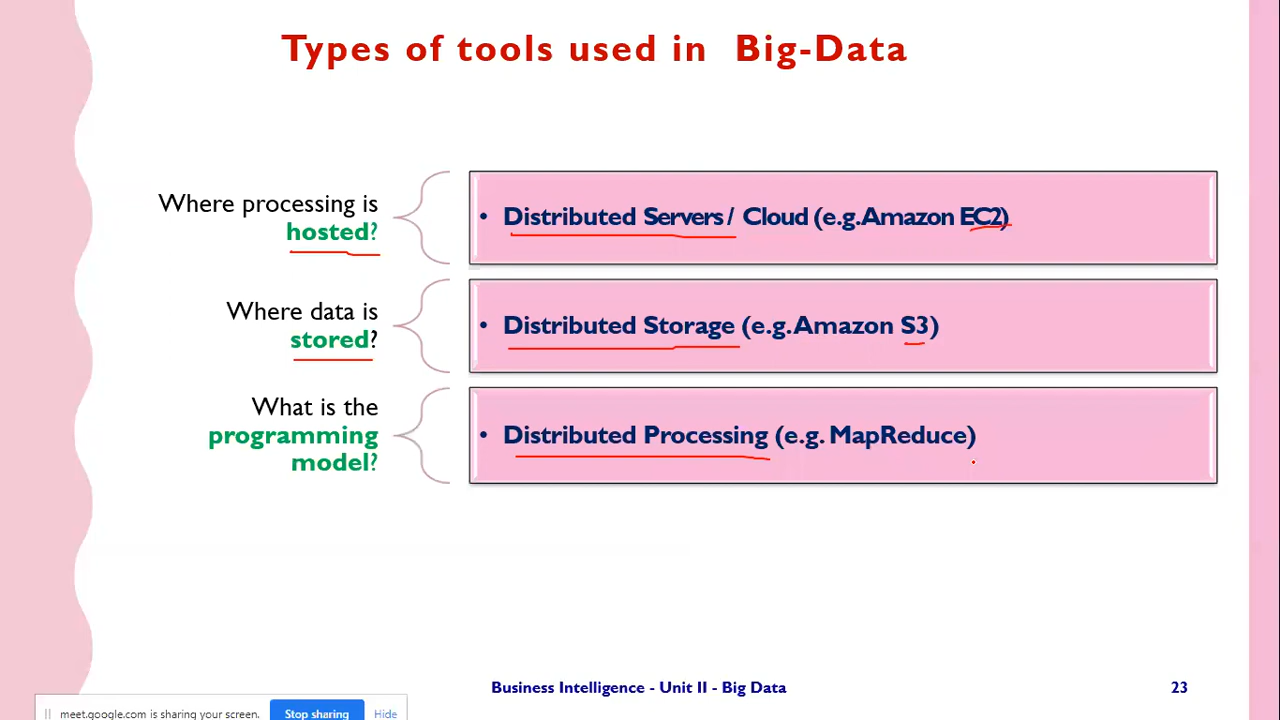 Types of tools used in Big-Data
Where processing is
hosted?
• Distributed Servers / Cloud (e.g.Amazon EC2)
Where data is
stored?
• Distributed Storage (e.g.Amazon S3)
What is the
programming
model?
• Distributed Processing (e.g. MapReduce)
Business Intelligence - Unit II - Big Data
23
meet.google.com is sharing your screen.
Stop sharing
Hide